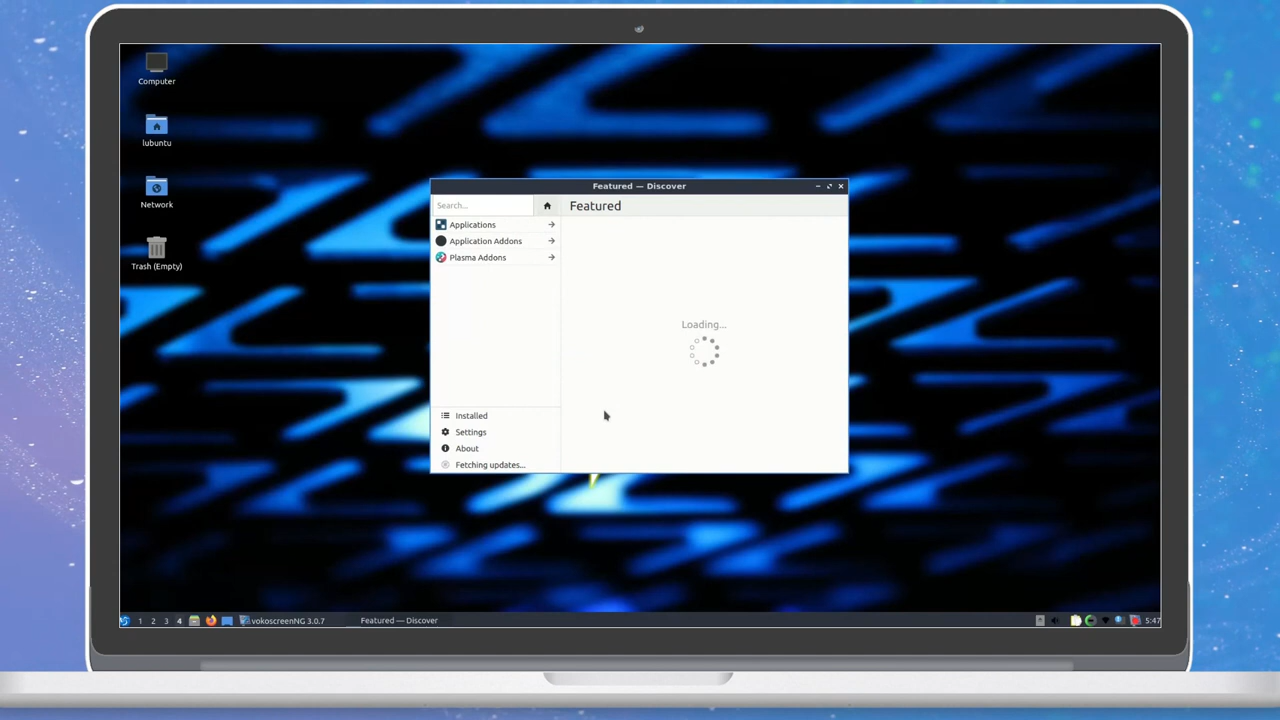 Computer
lubuntu
Network
Trash (Empty)
Featured — Discover
Search...
Featured
Applications
Application Addons
Plasma Addons
Loading...
Installed
Settings
About
Fetching updates...
1 2 3 4 vokoscreenNG 3.0.7 Featured — Discover 5:47